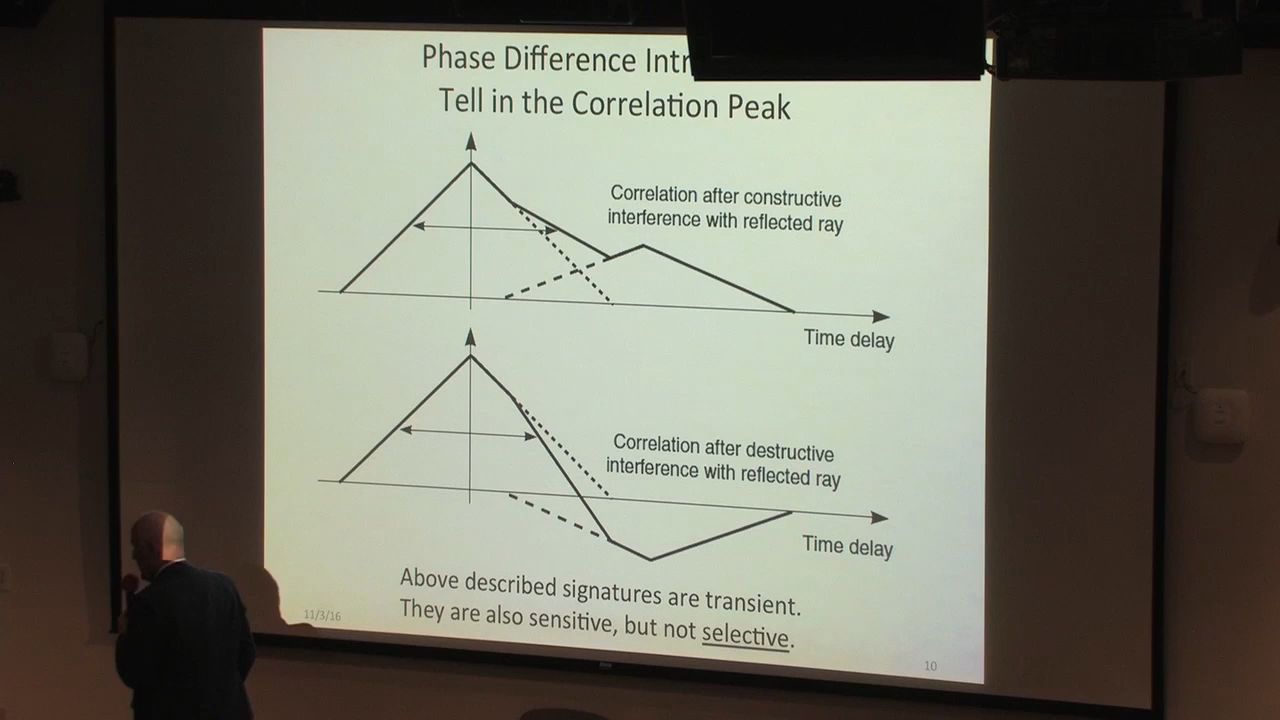 Phase Difference Intr
Tell in the Correlation Peak
Correlation after constructive
interference with reflected ray
Time delay
Correlation after destructive
interference with reflected ray
Time delay
Above described signatures are transient.
They are also sensitive, but not selective.
11/3/16
10